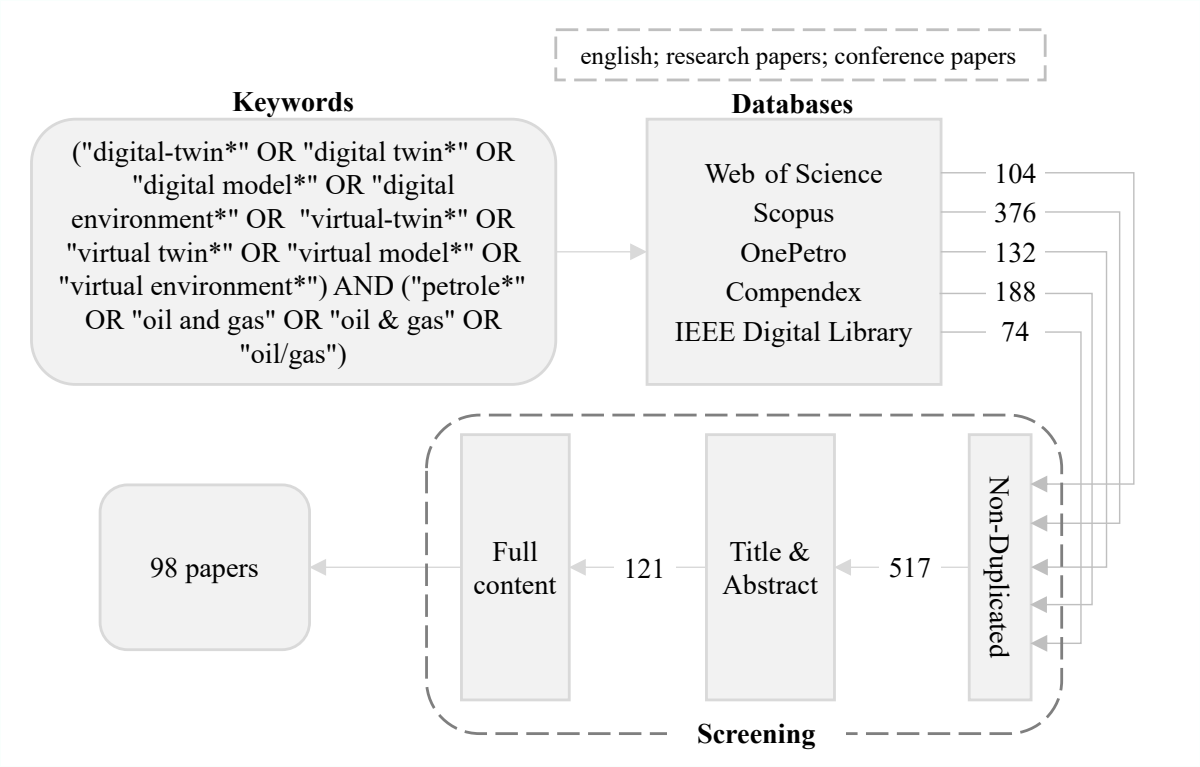 english; research papers; conference papers
Keywords
Databases
("digital-twin*" OR "digital twin*" OR
"digital model*" OR "digital
environment*" OR "virtual-twin*" OR
"virtual twin*" OR "virtual model*" OR
"virtual environment*") AND ("petrole*"
OR "oil and gas" OR "oil & gas" OR
"oil/gas")
Web of Science 104
Scopus 376
OnePetro 132
Compendex 188
IEEE Digital Library 74
98 papers
Full
content
121
Title &
Abstract
517
Non-Duplicated
Screening